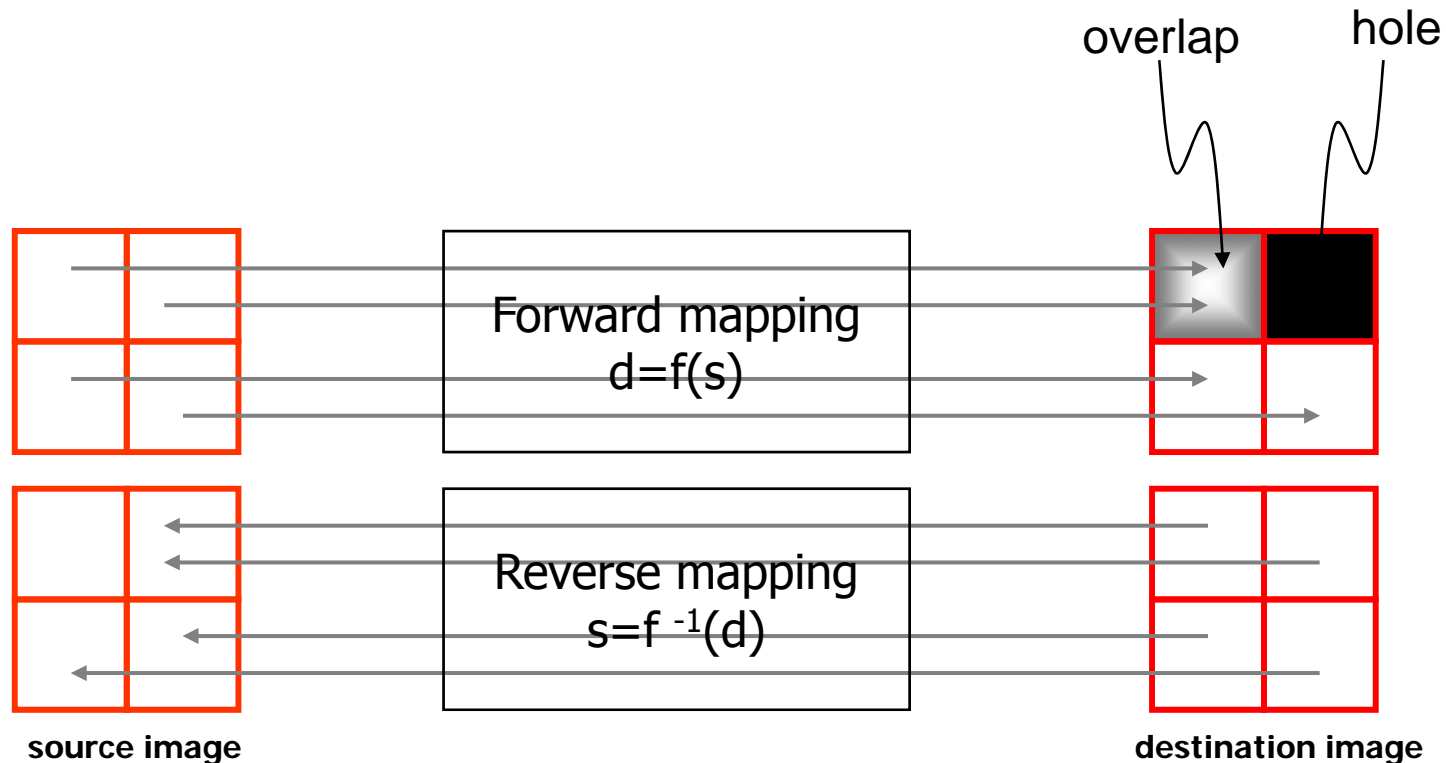 overlap
hole
Forward mapping
d=f(s)
Reverse mapping
s=f -1(d)
source image
destination image